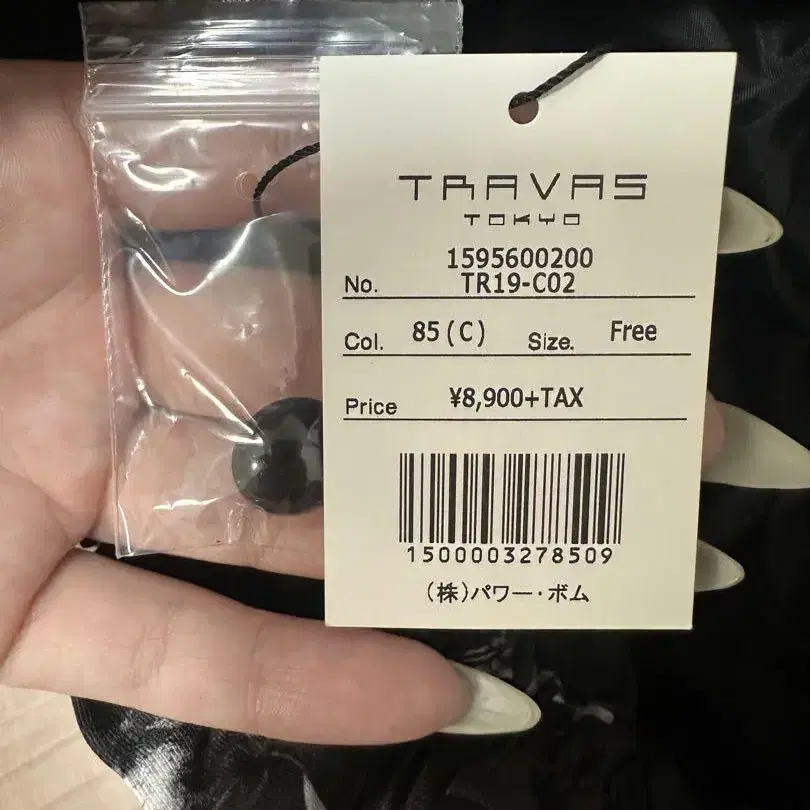 TRAVAS
TOKYO
1595600200
No. TR19-C02
Col. 85(C) Size. Free
Price ¥8,900+TAX
1500003278509
(株)パワー・ボム